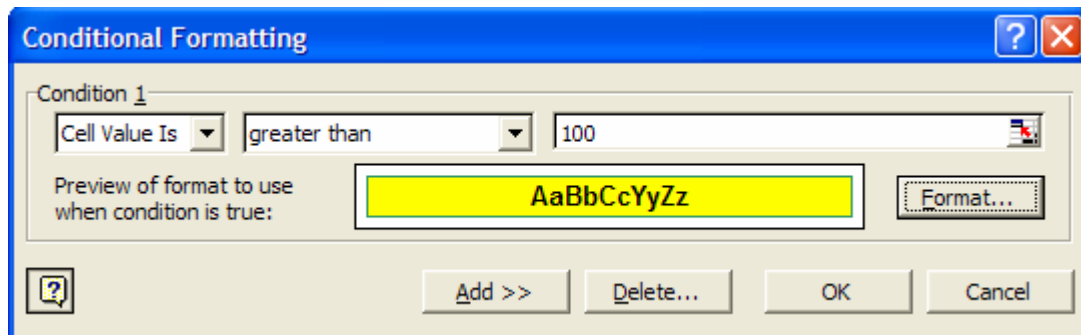 Conditional Formatting
Condition 1
Cell Value Is greater than 100
Preview of format to use
when condition is true:
AaBbCcYyZz
Format...
Add >> Delete... OK Cancel